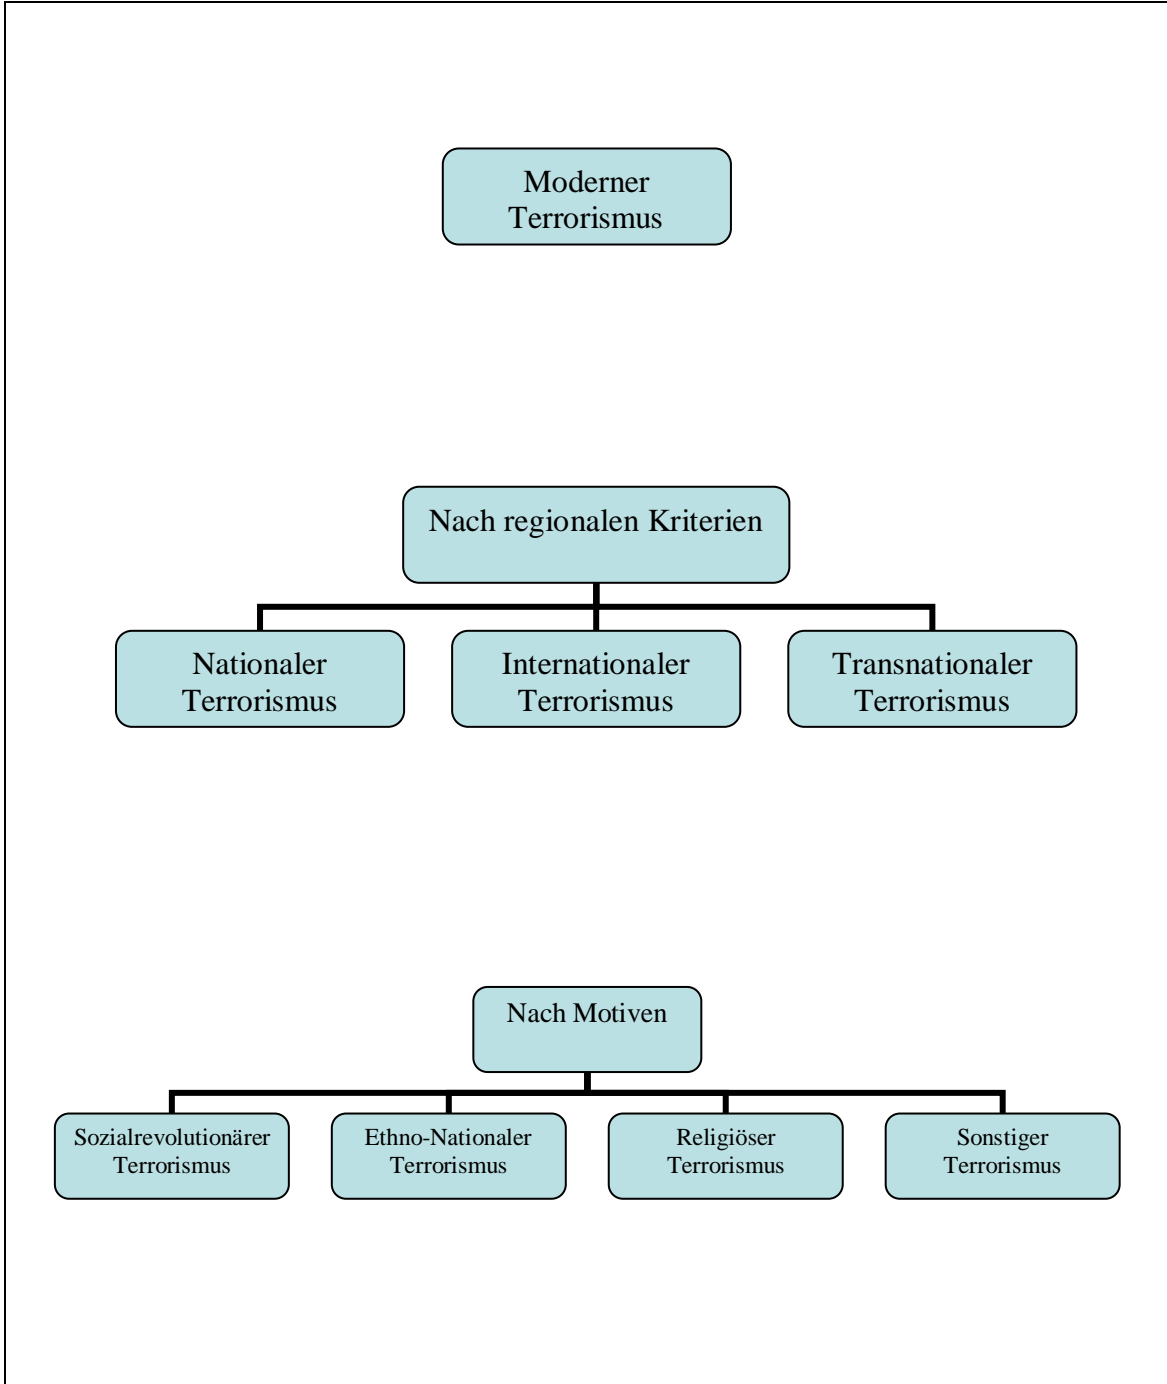 Moderner
Terrorismus
Nach regionalen Kriterien
Nationaler
Terrorismus
Internationaler
Terrorismus
Transnationaler
Terrorismus
Nach Motiven
Sozialrevolutionärer
Terrorismus
Ethno-Nationaler
Terrorismus
Religiöser
Terrorismus
Sonstiger
Terrorismus